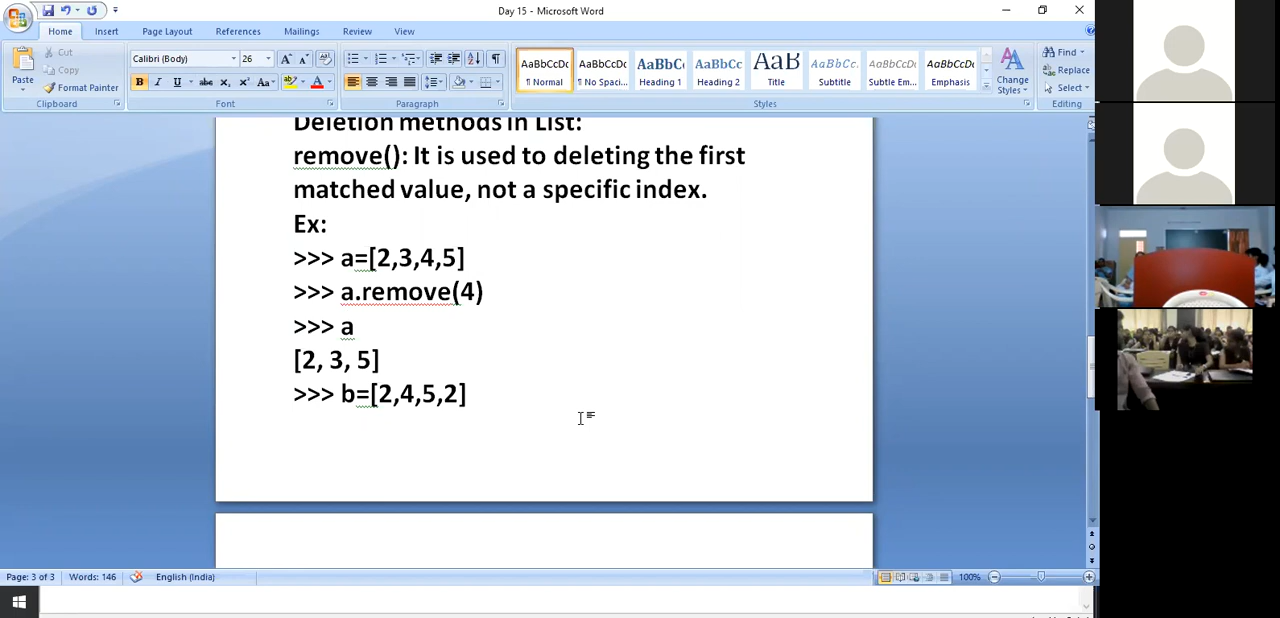 Day 15 - Microsoft Word
Home Insert Page Layout References Mailings Review View
Paste
Cut
Copy
Format Painter
Clipboard
Calibri (Body) 26
B I U abc x, x² Aa
Font
Paragraph
AaBbCcDc AaBbCcDc AaBbC AaBbCc AaB AaBbCc. AaBbCcDc AaBbCcDc
¶ Normal ¶ No Spaci... Heading 1 Heading 2 Title Subtitle Subtle Em... Emphasis
Change Styles
Styles
Find
Replace
Select
Editing
Deletion methods in List:
remove(): It is used to deleting the first
matched value, not a specific index.
Ex:
>>> a=[2,3,4,5]
>>> a.remove(4)
>>> a
[2, 3, 5]
>>> b=[2,4,5,2]
Page: 3 of 3 Words: 146 English (India) 100%